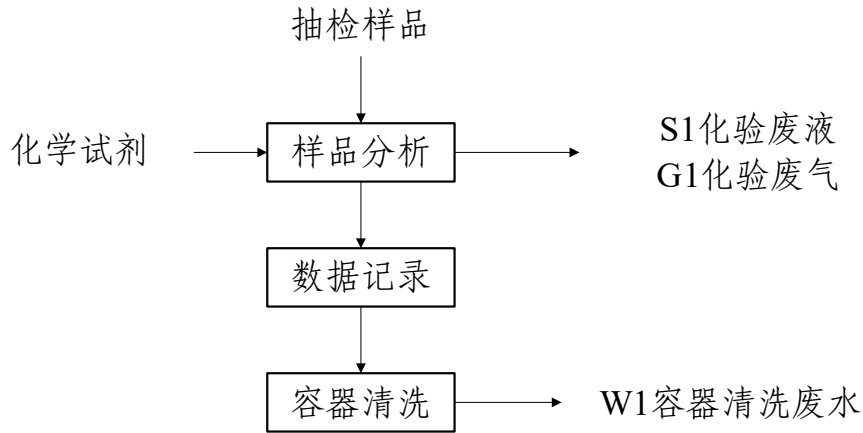 抽检样品
化学试剂
样品分析
S1化验废液
G1化验废气
数据记录
容器清洗
W1容器清洗废水